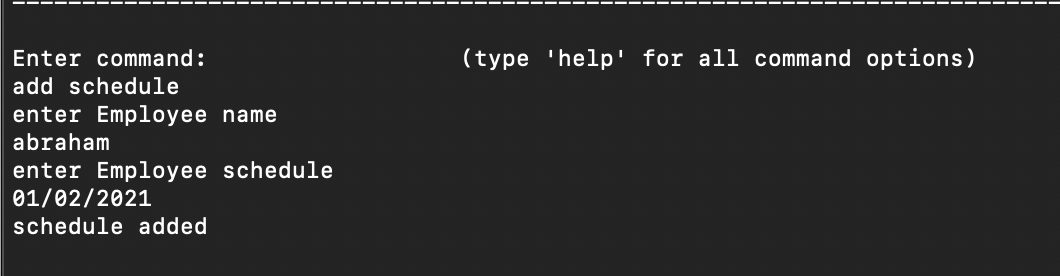 Enter command: (type 'help' for all command options)
add schedule
enter Employee name
abraham
enter Employee schedule
01/02/2021
schedule added